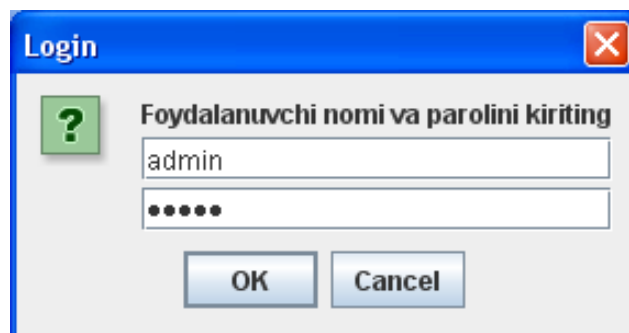 Login
Foydalanuvchi nomi va parolini kiriting
admin
•••••
OK Cancel